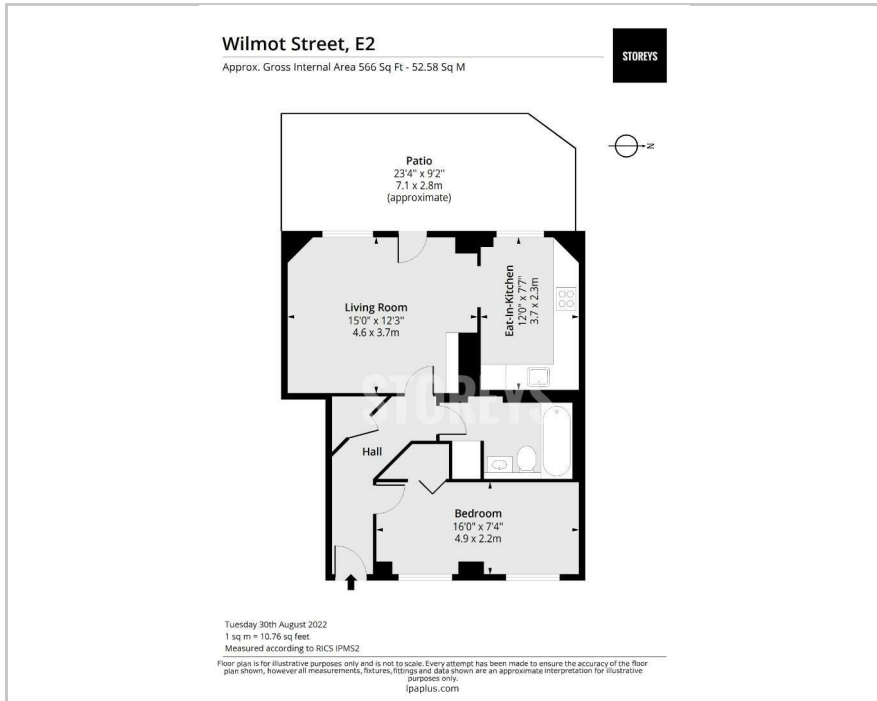 Wilmot Street, E2
Approx. Gross Internal Area 566 Sq Ft - 52.58 Sq M
STOREYS
Patio
23'4" x 9'2"
7.1 x 2.8m
(approximate)
N
Living Room
15'0" x 12'3"
4.6 x 3.7m
Eat-In-Kitchen
12'0" x 7'7"
3.7 x 2.3m
STOREYS
Hall
Bedroom
16'0" x 7'4"
4.9 x 2.2m
Tuesday 30th August 2022
1 sq m = 10.76 sq feet
Measured according to RICS IPMS2
Floor plan is for illustrative purposes only and is not to scale. Every attempt has been made to ensure the accuracy of the floor
plan shown, however all measurements, fixtures, fittings and data shown are an approximate interpretation for illustrative
purposes only.
lpaplus.com